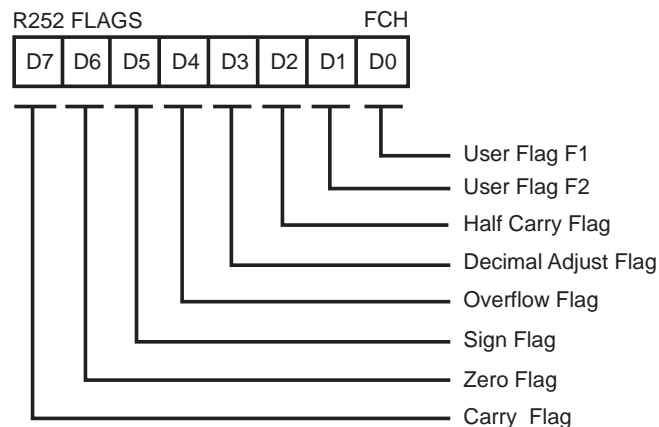 R252 FLAGS FCH
D7 D6 D5 D4 D3 D2 D1 D0
User Flag F1
User Flag F2
Half Carry Flag
Decimal Adjust Flag
Overflow Flag
Sign Flag
Zero Flag
Carry Flag